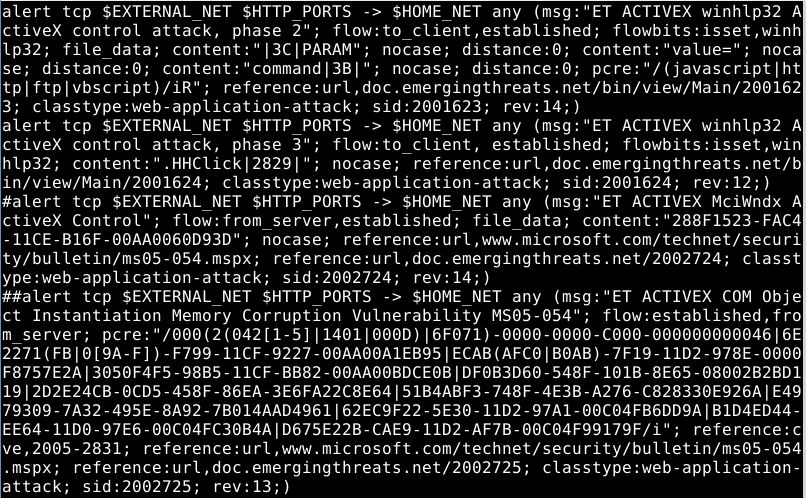 alert tcp $EXTERNAL_NET $HTTP_PORTS -> $HOME_NET any (msg:"ET ACTIVEX winhlp32 A
ctiveX control attack, phase 2"; flow:to_client,established; flowbits:isset,winh
lp32; file_data; content:"|3C|PARAM"; nocase; distance:0; content:"value="; noca
se; distance:0; content:"command|3B|"; nocase; distance:0; pcre:"/(javascript|ht
tp|ftp|vbscript)/iR"; reference:url,doc.emergingthreats.net/bin/view/Main/200162
3; classtype:web-application-attack; sid:2001623; rev:14;)
alert tcp $EXTERNAL_NET $HTTP_PORTS -> $HOME_NET any (msg:"ET ACTIVEX winhlp32 A
ctiveX control attack, phase 3"; flow:to_client, established; flowbits:isset,win
hlp32; content:".HHClick|2829|"; nocase; reference:url,doc.emergingthreats.net/b
in/view/Main/2001624; classtype:web-application-attack; sid:2001624; rev:12;)
#alert tcp $EXTERNAL_NET $HTTP_PORTS -> $HOME_NET any (msg:"ET ACTIVEX MciWndx A
ctiveX Control"; flow:from_server,established; file_data; content:"288F1523-FAC4
-11CE-B16F-00AA0060D93D"; nocase; reference:url,www.microsoft.com/technet/securi
ty/bulletin/ms05-054.mspx; reference:url,doc.emergingthreats.net/2002724; classt
ype:web-application-attack; sid:2002724; rev:14;)
##alert tcp $EXTERNAL_NET $HTTP_PORTS -> $HOME_NET any (msg:"ET ACTIVEX COM Obje
ct Instantiation Memory Corruption Vulnerability MS05-054"; flow:established,fro
m_server; pcre:"/000(2(042[1-5]|1401|000D)|6F071)-0000-0000-C000-000000000046|6E
2271(FB|0[9A-F])-F799-11CF-9227-00AA00A1EB95|ECAB(AFC0|B0AB)-7F19-11D2-978E-0000
F8757E2A|3050F4F5-98B5-11CF-BB82-00AA00BDCE0B|DF0B3D60-548F-101B-8E65-08002B2BD1
19|2D2E24CB-0CD5-458F-86EA-3E6FA22C8E64|51B4ABF3-748F-4E3B-A276-C828330E926A|E49
79309-7A32-495E-8A92-7B014AAD4961|62EC9F22-5E30-11D2-97A1-00C04FB6DD9A|B1D4ED44-
EE64-11D0-97E6-00C04FC30B4A|D675E22B-CAE9-11D2-AF7B-00C04F99179F/i"; reference:c
ve,2005-2831; reference:url,www.microsoft.com/technet/security/bulletin/ms05-054
.mspx; reference:url,doc.emergingthreats.net/2002725; classtype:web-application-
attack; sid:2002725; rev:13;)